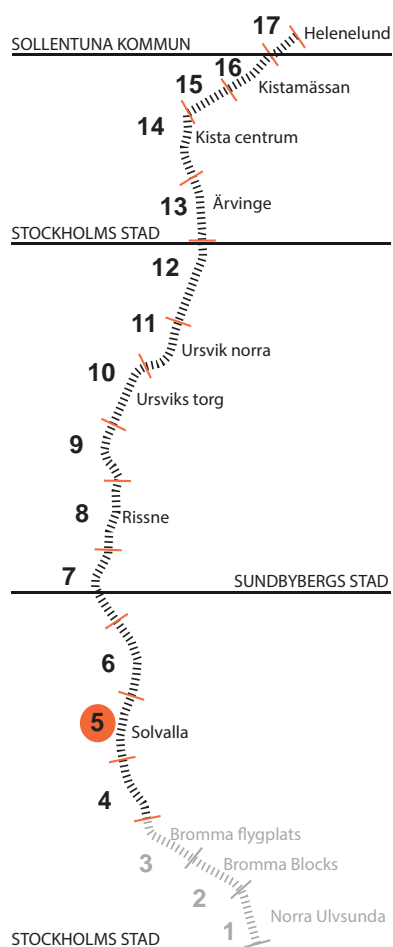 17 Helenelund
SOLLENTUNA KOMMUN
16
15 Kistamässan
14 Kista centrum
13 Ärvinge
STOCKHOLMS STAD
12
11
Ursvik norra
10
Ursviks torg
9
8 Rissne
7 SUNDBYBERGS STAD
6
5 Solvalla
4
Bromma flygplats
3 Bromma Blocks
2
Norra Ulvsunda
1
STOCKHOLMS STAD